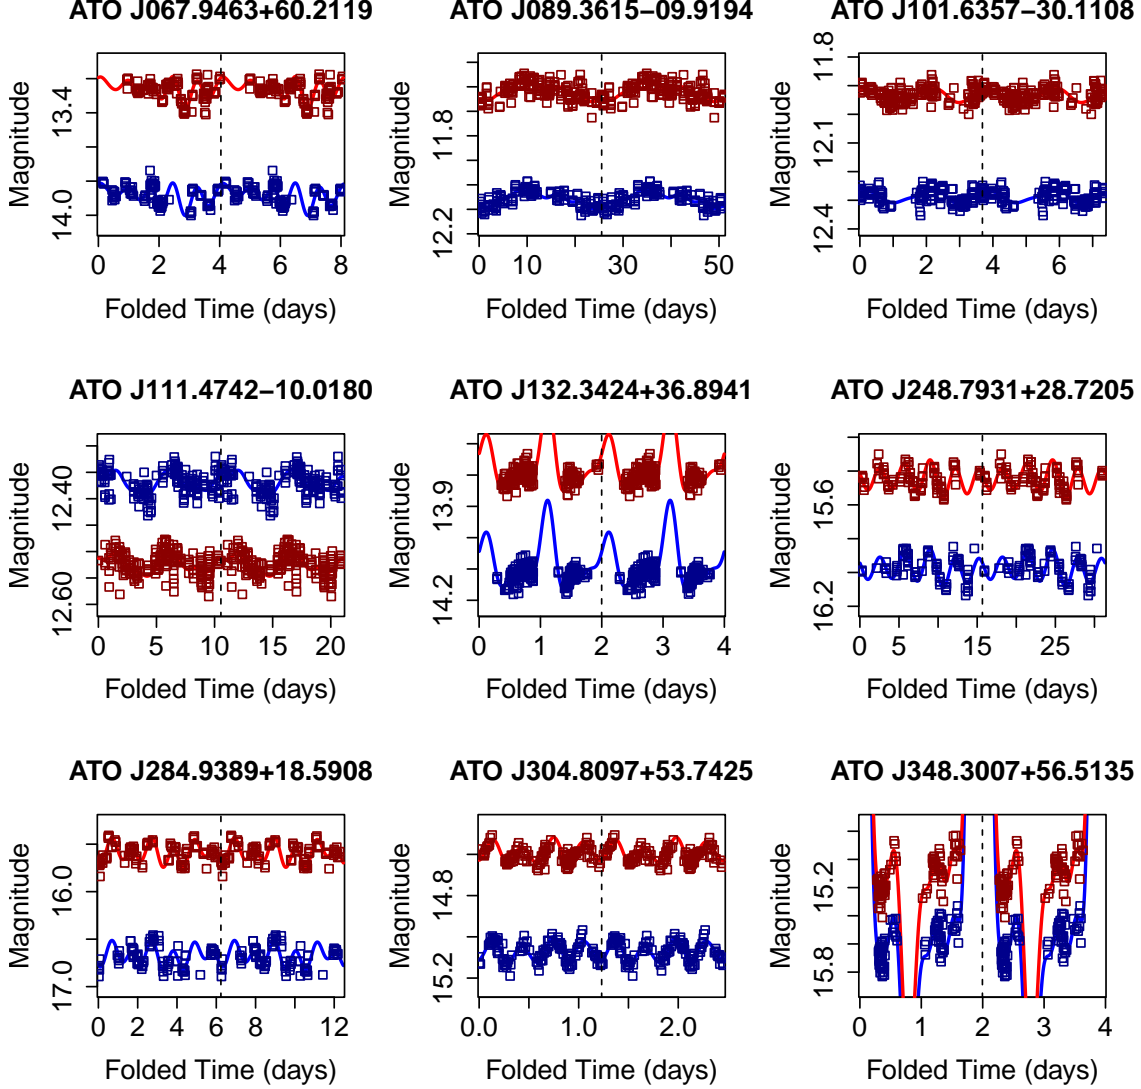 ATO J067.9463+60.2119 ATO J089.3615−09.9194 ATO J101.6357−30.1108
Magnitude 13.4 14.0 Magnitude 11.8 12.2 Magnitude 11.8 12.1 12.4
0 2 4 6 8 0 10 30 50 0 2 4 6
Folded Time (days) Folded Time (days) Folded Time (days)
ATO J111.4742−10.0180 ATO J132.3424+36.8941 ATO J248.7931+28.7205
Magnitude 12.40 12.60 Magnitude 13.9 14.2 Magnitude 15.6 16.2
0 5 10 15 20 0 1 2 3 4 0 5 15 25
Folded Time (days) Folded Time (days) Folded Time (days)
ATO J284.9389+18.5908 ATO J304.8097+53.7425 ATO J348.3007+56.5135
Magnitude 16.0 17.0 Magnitude 14.8 15.2 Magnitude 15.2 15.8
0 2 4 6 8 12 0.0 1.0 2.0 0 1 2 3 4
Folded Time (days) Folded Time (days) Folded Time (days)